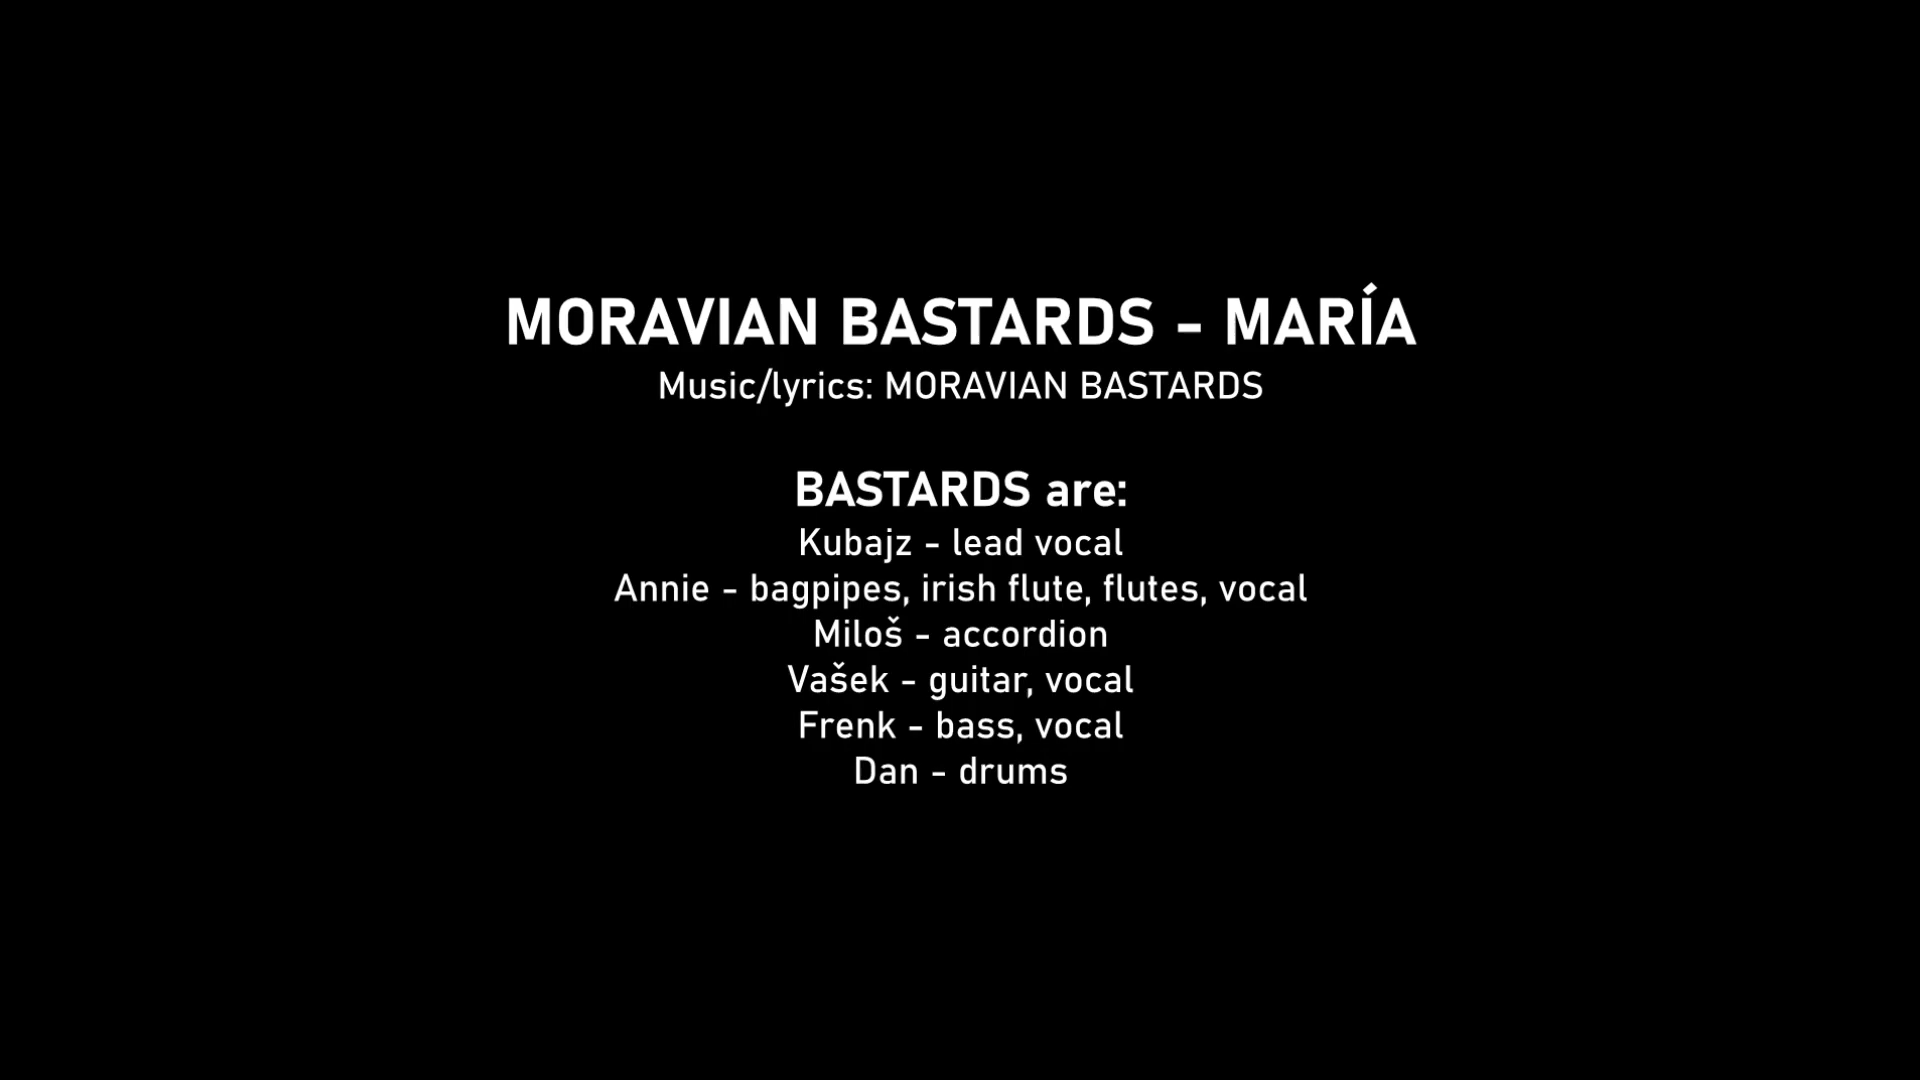 MORAVIAN BASTARDS - MARÍA
Music/lyrics: MORAVIAN BASTARDS
BASTARDS are:
Kubajz - lead vocal
Annie - bagpipes, irish flute, flutes, vocal
Miloš - accordion
Vašek - guitar, vocal
Frenk - bass, vocal
Dan - drums